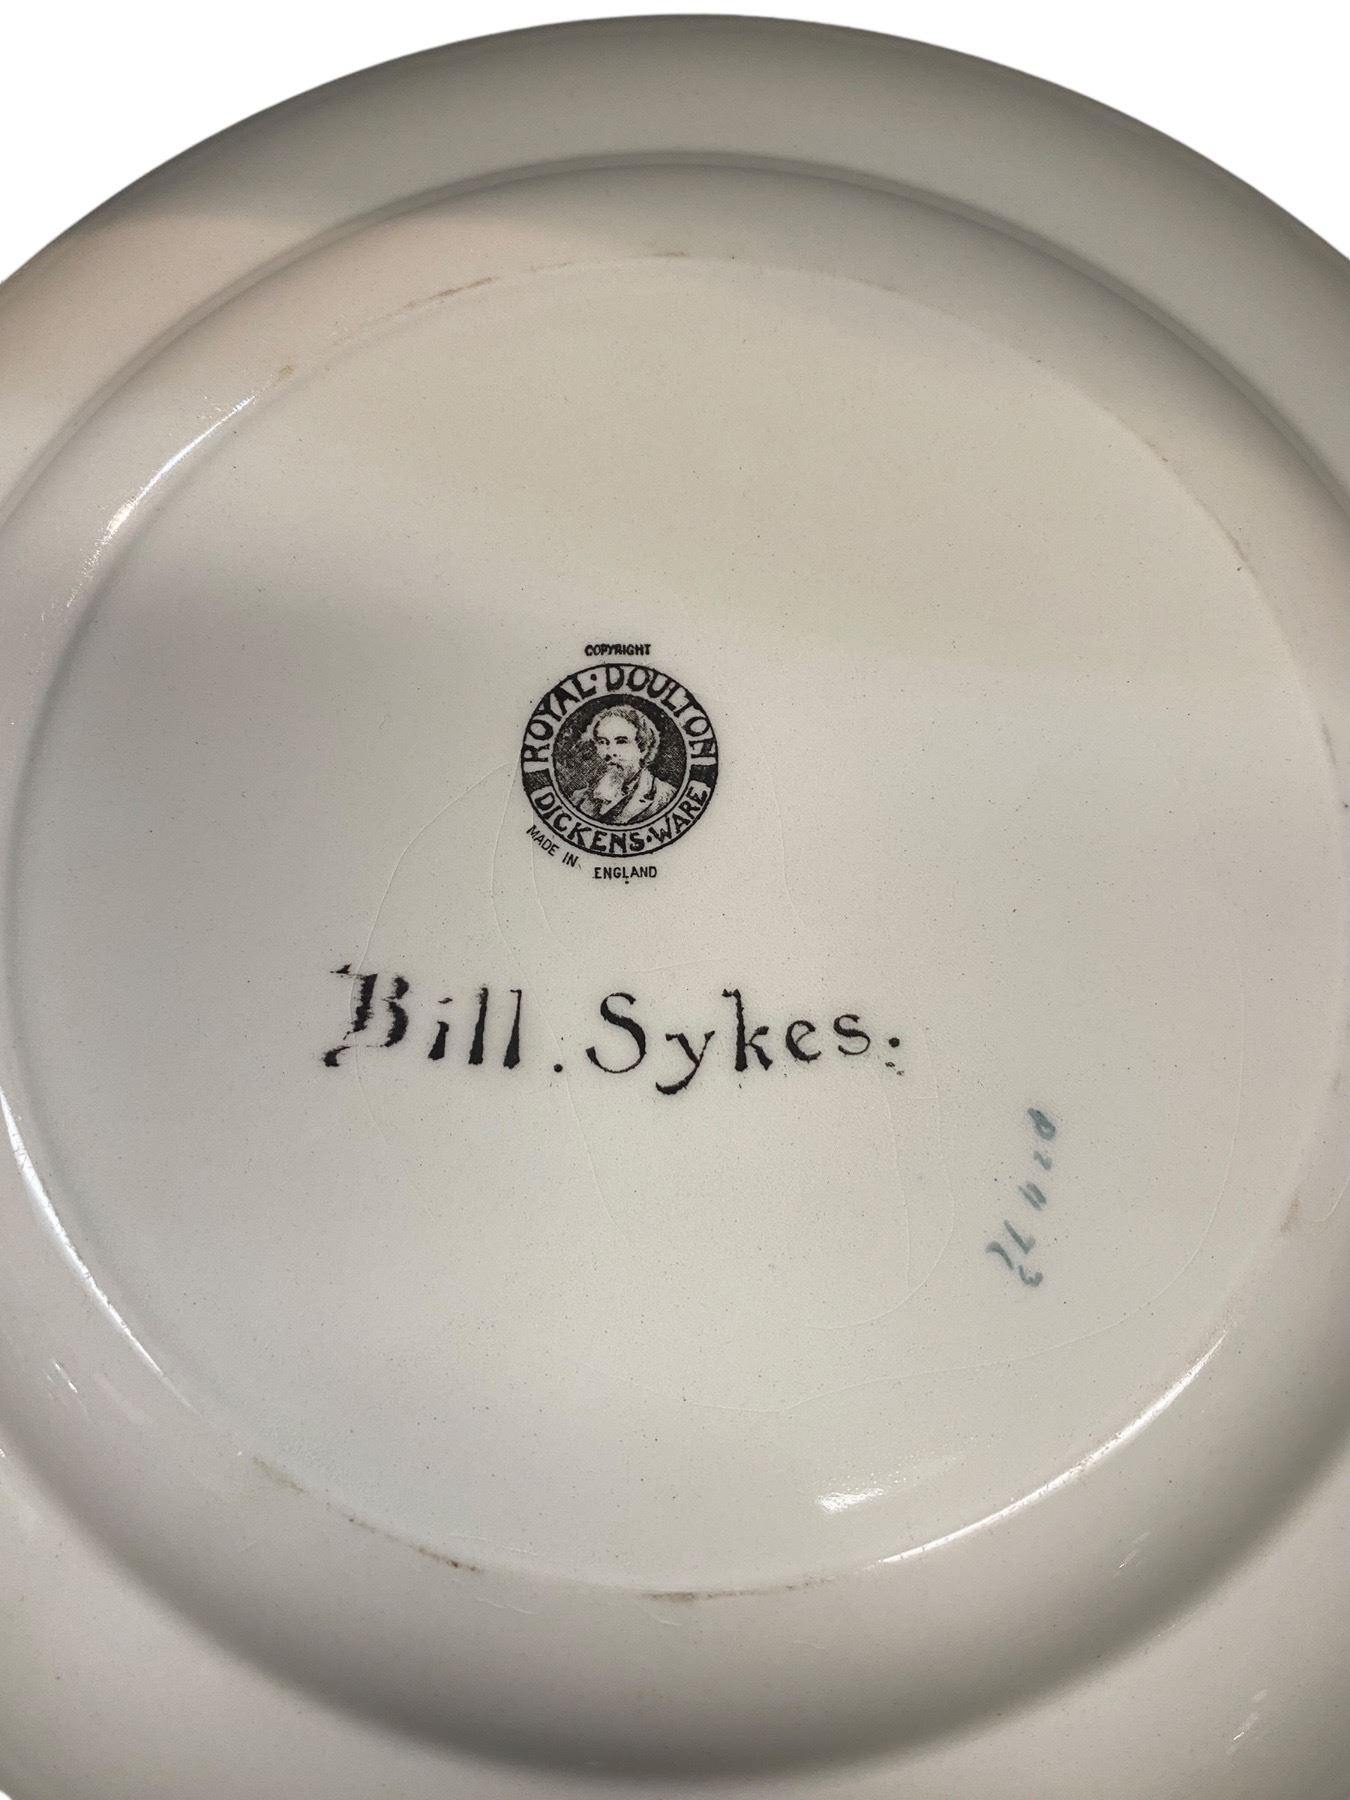 COPYRIGHT
ROYAL·DOULTON
DICKENS·WARE
MADE IN ENGLAND
Bill. Sykes.